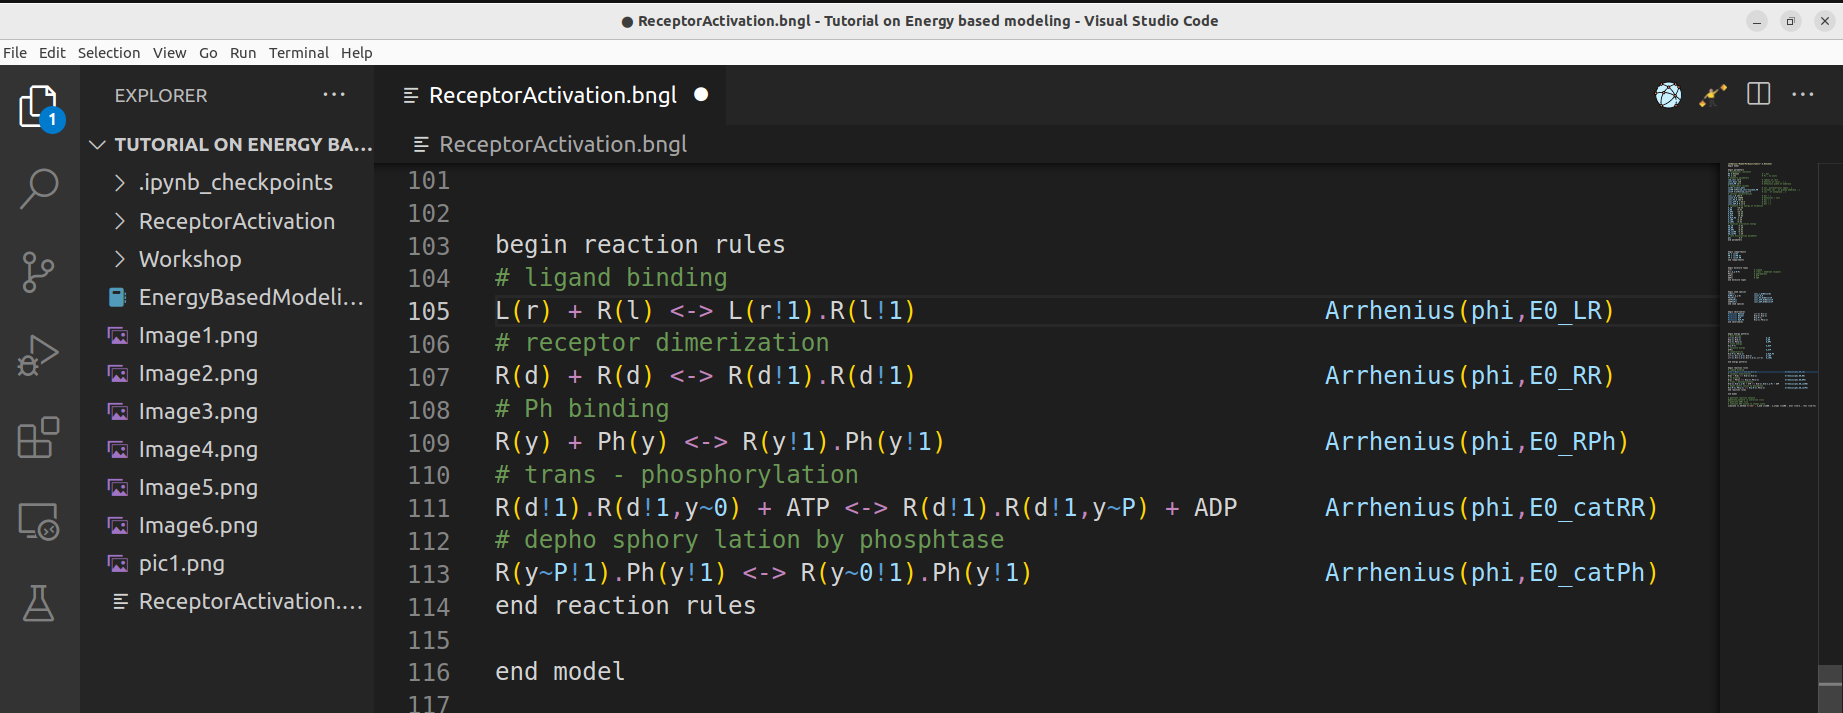 ● ReceptorActivation.bngl - Tutorial on Energy based modeling - Visual Studio Code
File Edit Selection View Go Run Terminal Help
1
EXPLORER ...
TUTORIAL ON ENERGY BA...
.ipynb_checkpoints
ReceptorActivation
Workshop
EnergyBasedModeli...
Image1.png
Image2.png
Image3.png
Image4.png
Image5.png
Image6.png
pic1.png
ReceptorActivation....
ReceptorActivation.bngl ●
ReceptorActivation.bngl
101
102
103 begin reaction rules
104 # ligand binding
105 L(r) + R(l) <-> L(r!1).R(l!1) Arrhenius(phi,E0_LR)
106 # receptor dimerization
107 R(d) + R(d) <-> R(d!1).R(d!1) Arrhenius(phi,E0_RR)
108 # Ph binding
109 R(y) + Ph(y) <-> R(y!1).Ph(y!1) Arrhenius(phi,E0_RPh)
110 # trans - phosphorylation
111 R(d!1).R(d!1,y~0) + ATP <-> R(d!1).R(d!1,y~P) + ADP Arrhenius(phi,E0_catRR)
112 # depho sphory lation by phosphtase
113 R(y~P!1).Ph(y!1) <-> R(y~0!1).Ph(y!1) Arrhenius(phi,E0_catPh)
114 end reaction rules
115
116 end model
117